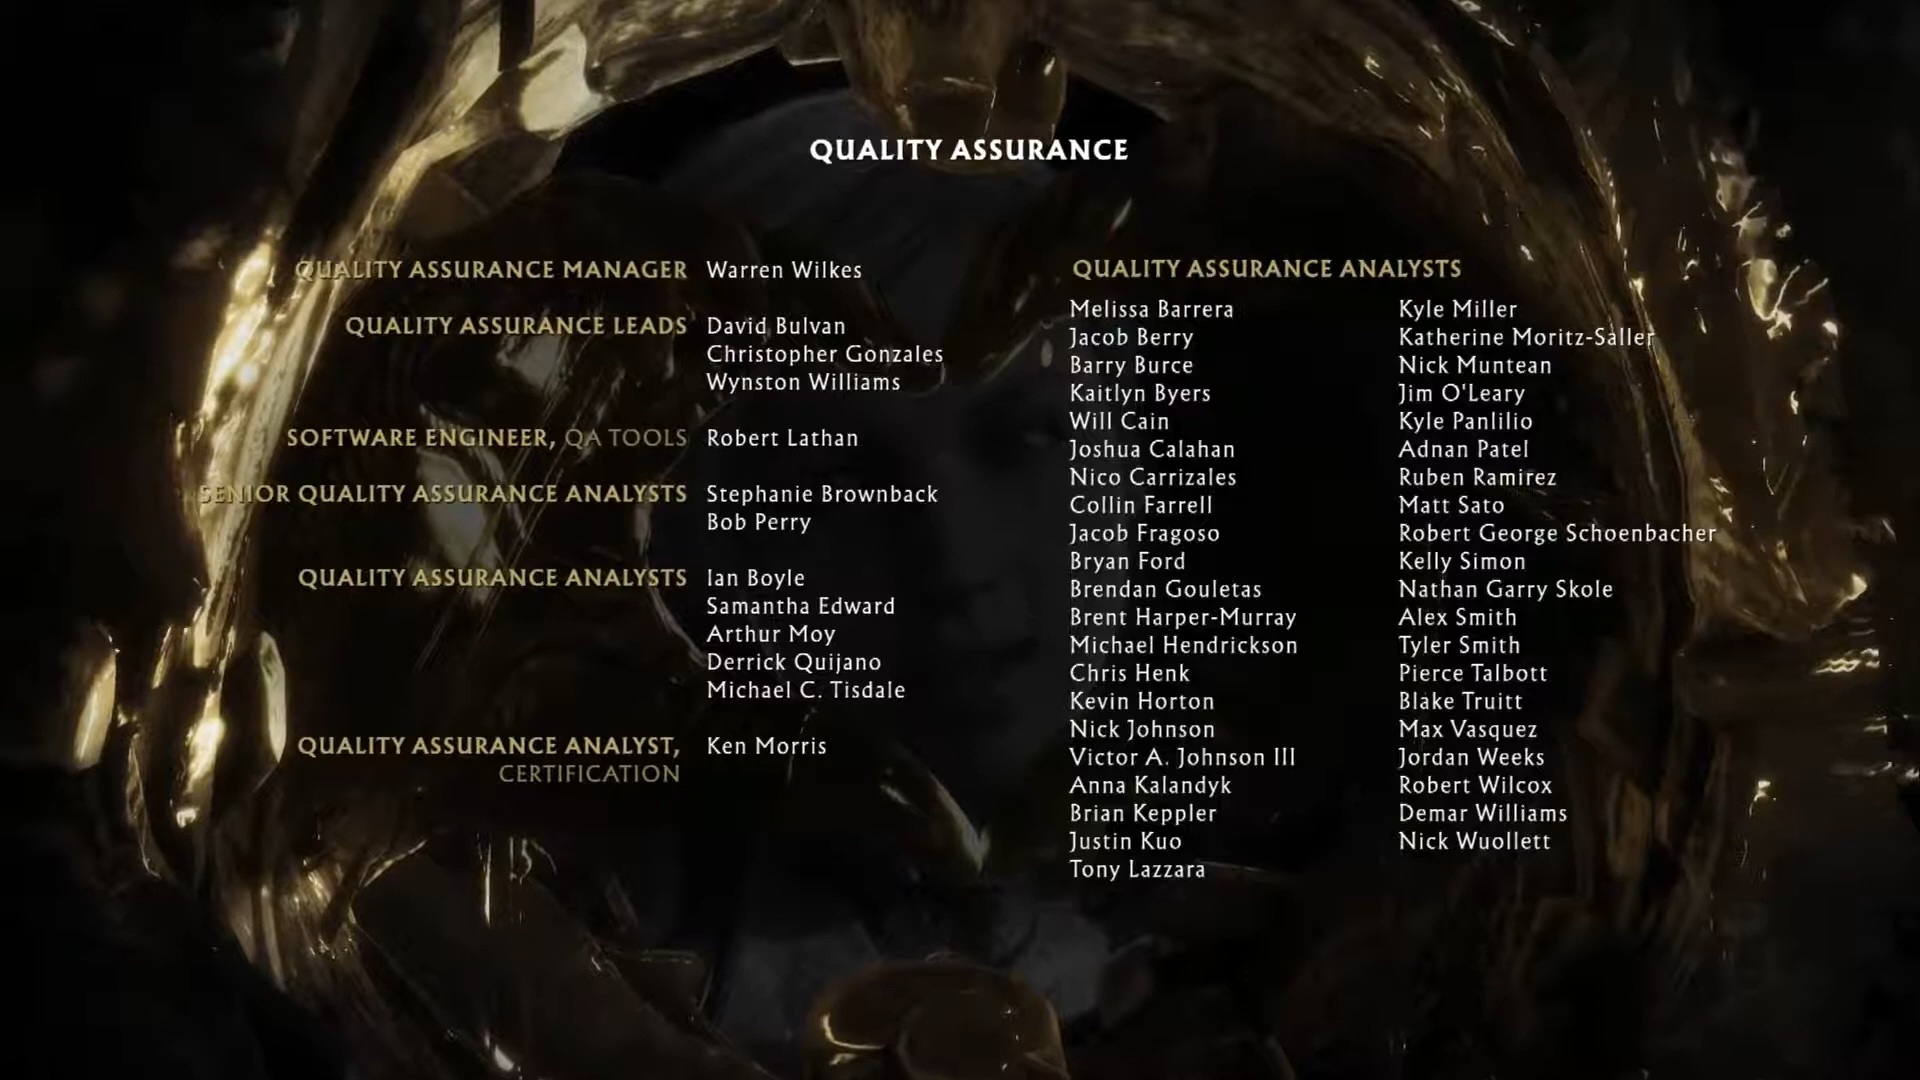 QUALITY ASSURANCE
QUALITY ASSURANCE MANAGER Warren Wilkes
QUALITY ASSURANCE LEADS David Bulvan
Christopher Gonzales
Wynston Williams
SOFTWARE ENGINEER, QA TOOLS Robert Lathan
SENIOR QUALITY ASSURANCE ANALYSTS Stephanie Brownback
Bob Perry
QUALITY ASSURANCE ANALYSTS Ian Boyle
Samantha Edward
Arthur Moy
Derrick Quijano
Michael C. Tisdale
QUALITY ASSURANCE ANALYST, Ken Morris
CERTIFICATION
QUALITY ASSURANCE ANALYSTS
Melissa Barrera
Jacob Berry
Barry Burce
Kaitlyn Byers
Will Cain
Joshua Calahan
Nico Carrizales
Collin Farrell
Jacob Fragoso
Bryan Ford
Brendan Gouletas
Brent Harper-Murray
Michael Hendrickson
Chris Henk
Kevin Horton
Nick Johnson
Victor A. Johnson III
Anna Kalandyk
Brian Keppler
Justin Kuo
Tony Lazzara
Kyle Miller
Katherine Moritz-Saller
Nick Muntean
Jim O'Leary
Kyle Panlilio
Adnan Patel
Ruben Ramirez
Matt Sato
Robert George Schoenbacher
Kelly Simon
Nathan Garry Skole
Alex Smith
Tyler Smith
Pierce Talbott
Blake Truitt
Max Vasquez
Jordan Weeks
Robert Wilcox
Demar Williams
Nick Wuollett